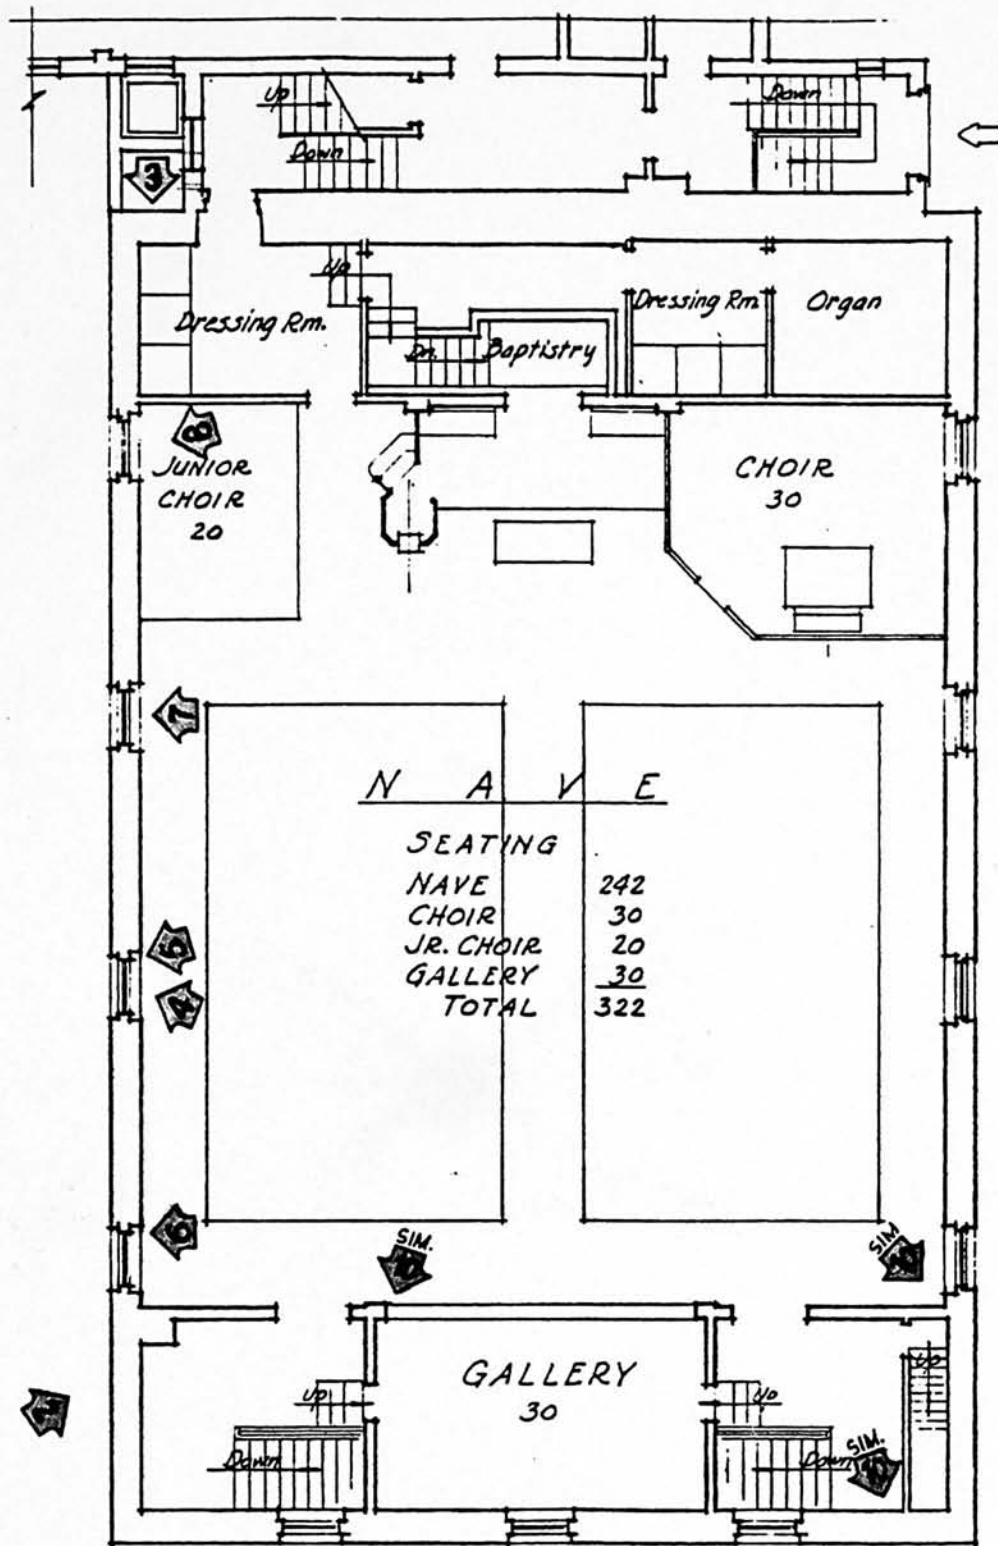 Up
Down
Down
3
Up
Dressing Rm.
Dn.
Baptistry
Dressing Rm.
Organ
8
JUNIOR
CHOIR
20
CHOIR
30
7
NAVE
SEATING
NAVE 242
CHOIR 30
JR. CHOIR 20
GALLERY 30
TOTAL 322
5
4
6
SIM.
SIM.
GALLERY
30
Up
Up
Up
Down
Down
SIM.